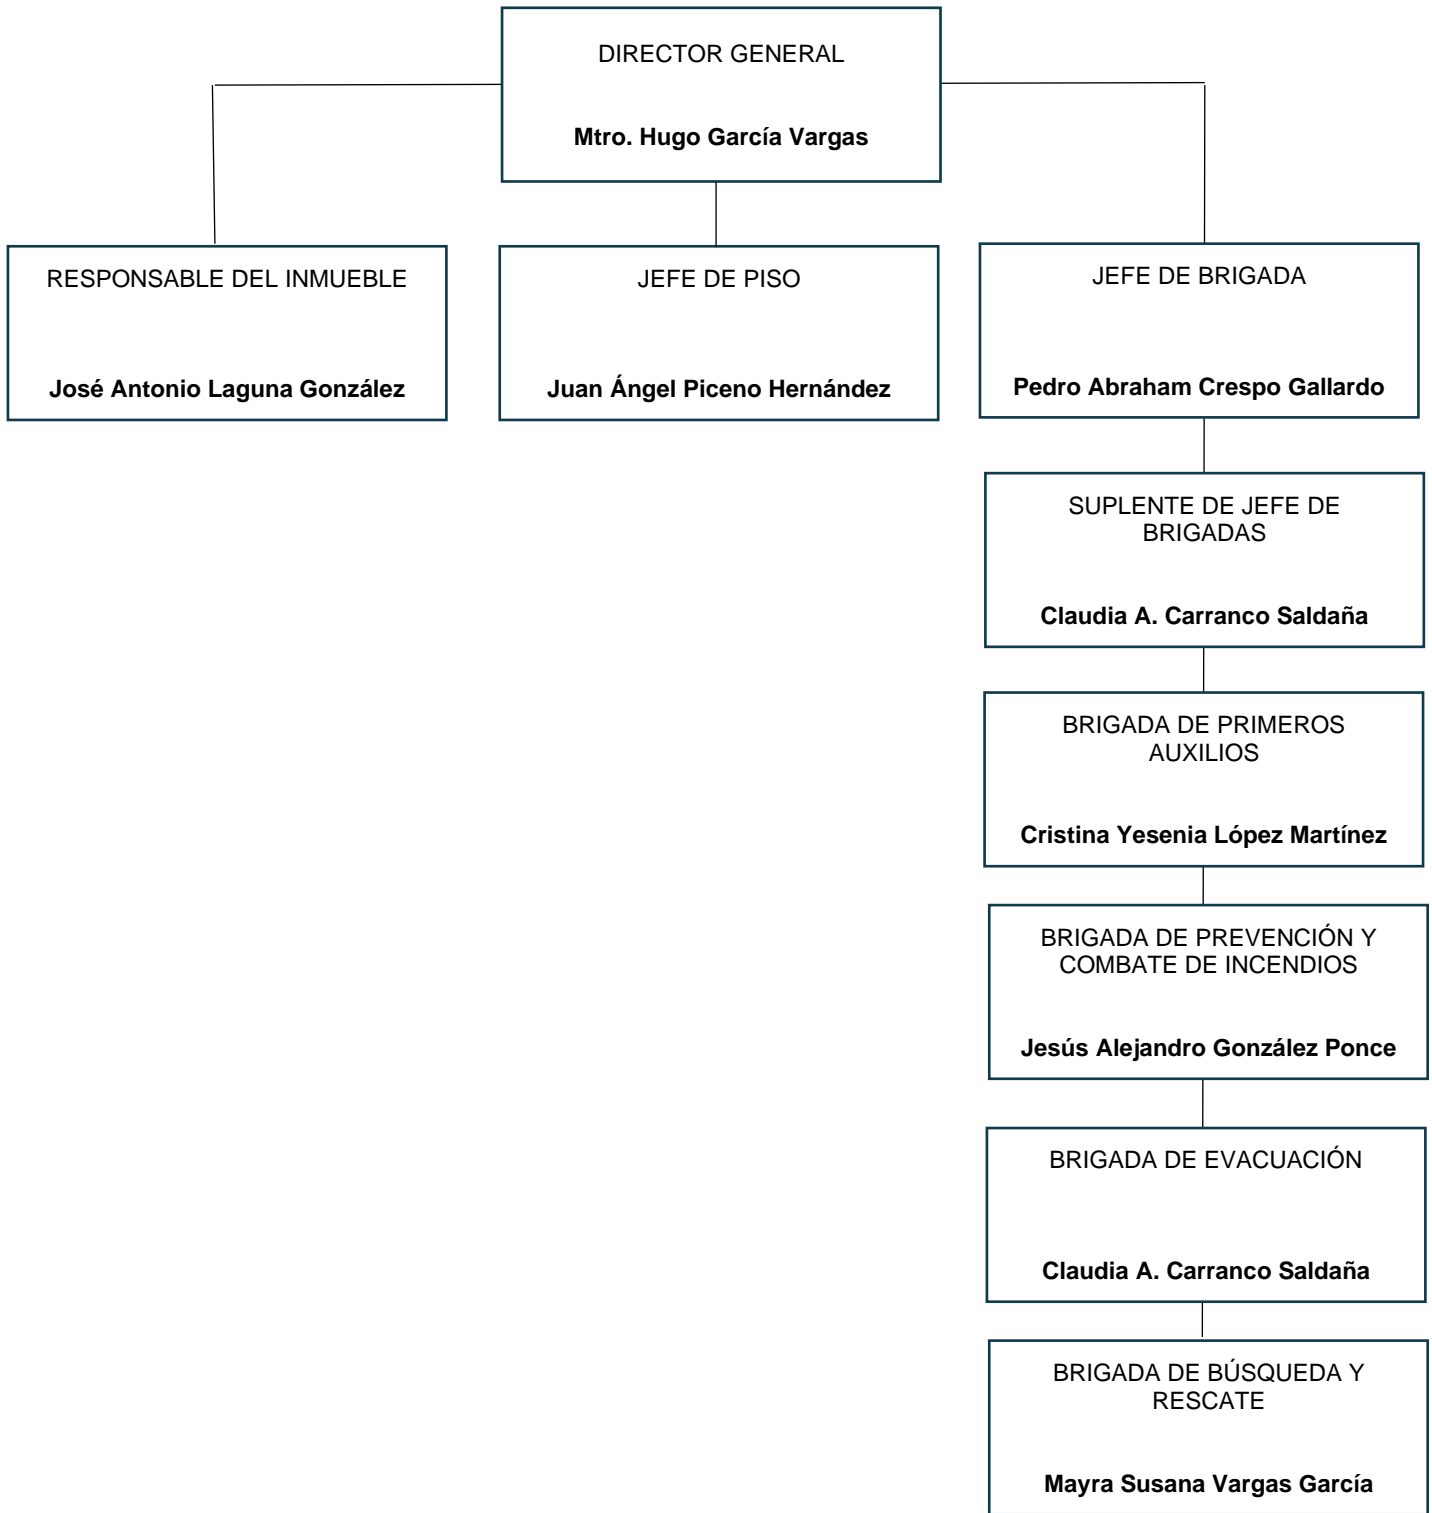 DIRECTOR GENERAL
Mtro. Hugo García Vargas
RESPONSABLE DEL INMUEBLE
José Antonio Laguna González
JEFE DE PISO
Juan Ángel Piceno Hernández
JEFE DE BRIGADA
Pedro Abraham Crespo Gallardo
SUPLENTE DE JEFE DE
BRIGADAS
Claudia A. Carranco Saldaña
BRIGADA DE PRIMEROS
AUXILIOS
Cristina Yesenia López Martínez
BRIGADA DE PREVENCIÓN Y
COMBATE DE INCENDIOS
Jesús Alejandro González Ponce
BRIGADA DE EVACUACIÓN
Claudia A. Carranco Saldaña
BRIGADA DE BÚSQUEDA Y
RESCATE
Mayra Susana Vargas García